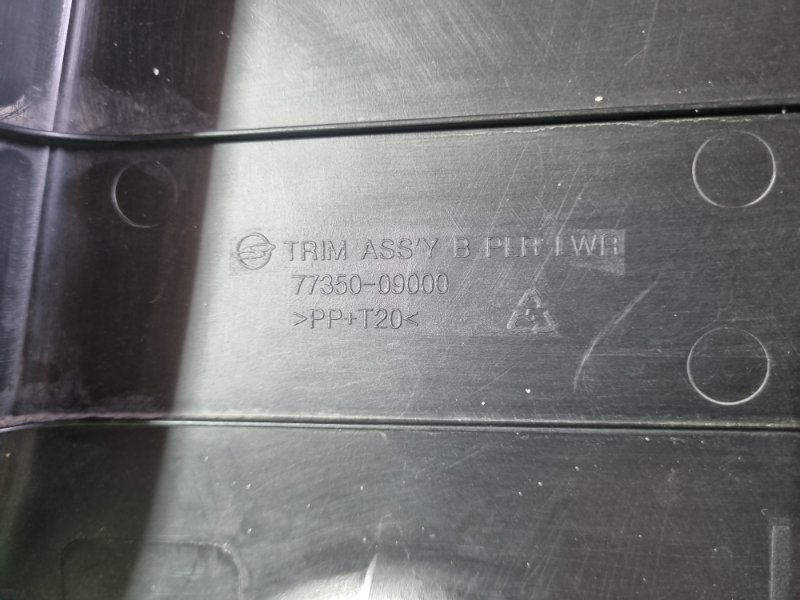 TRIM ASS'Y B PLR LWR
77350-09000
>PP+T20<